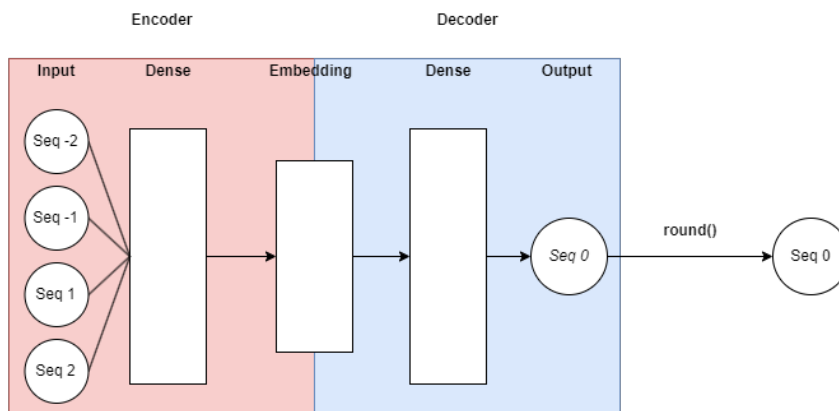 Encoder
Decoder
Input
Dense
Embedding
Dense
Output
Seq -2
Seq -1
Seq 1
Seq 2
Seq 0
round()
Seq 0